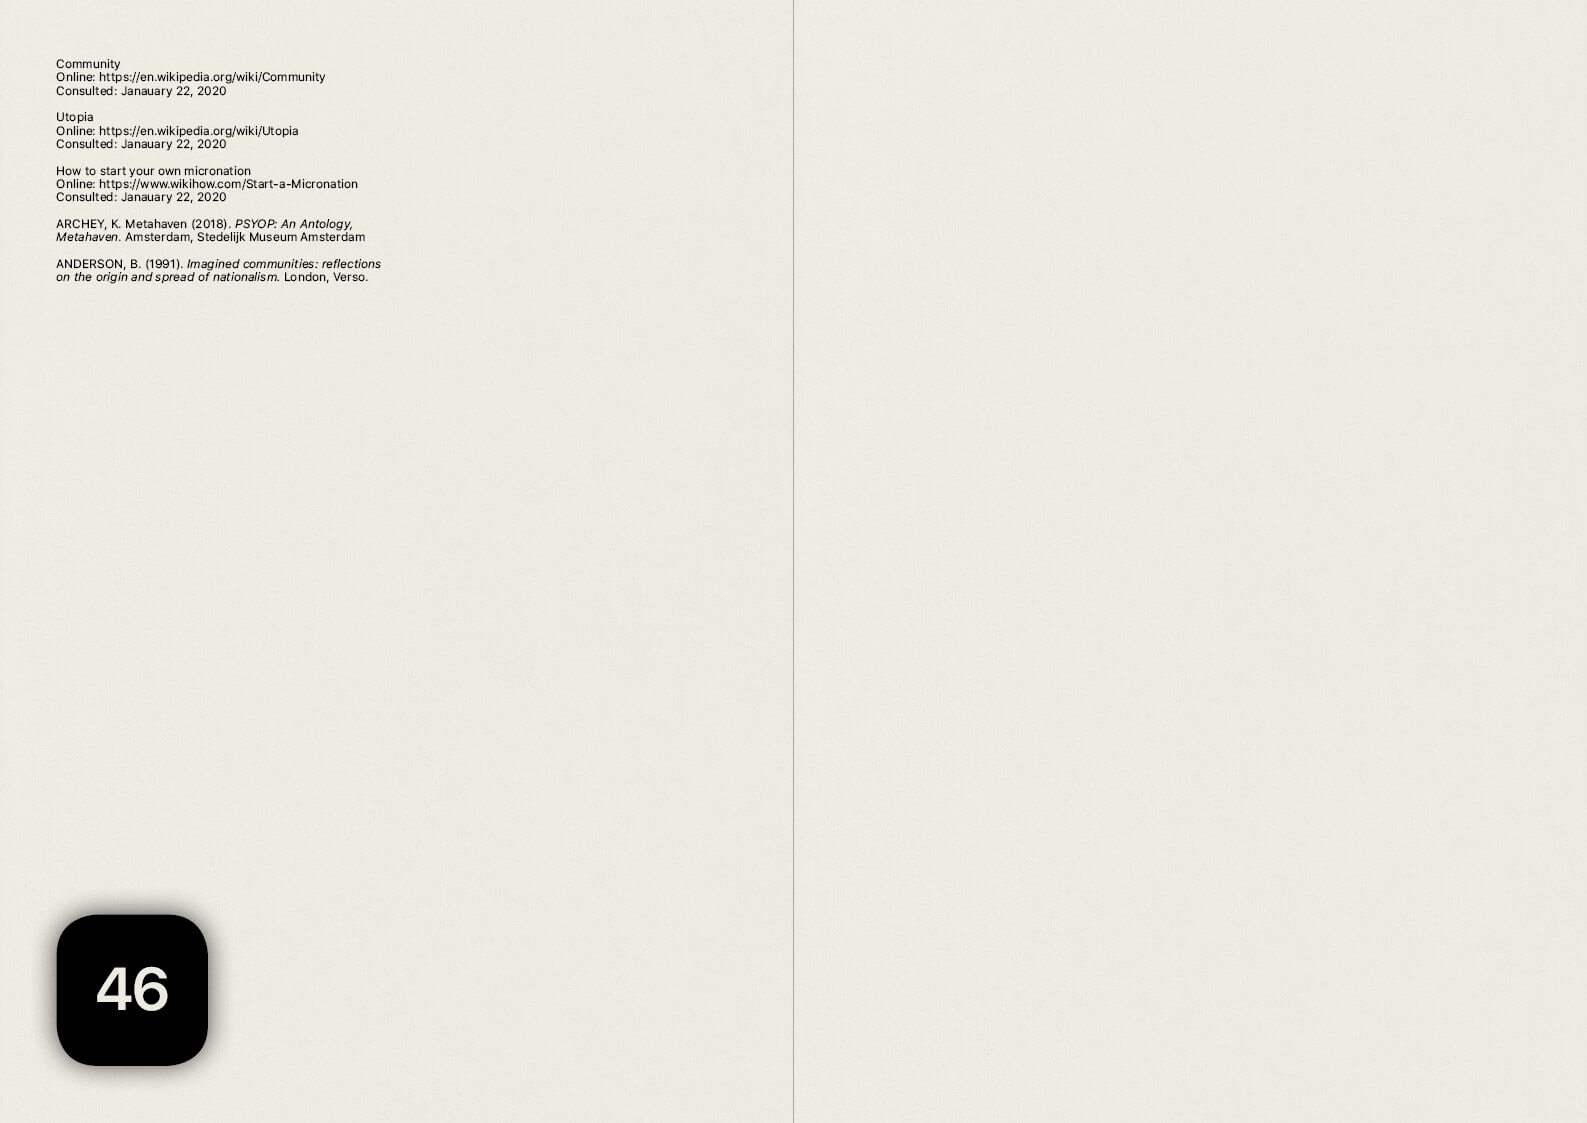 Community
Online: https://en.wikipedia.org/wiki/Community
Consulted: Janauary 22, 2020
Utopia
Online: https://en.wikipedia.org/wiki/Utopia
Consulted: Janauary 22, 2020
How to start your own micronation
Online: https://www.wikihow.com/Start-a-Micronation
Consulted: Janauary 22, 2020
ARCHEY, K. Metahaven (2018). PSYOP: An Antology,
Metahaven. Amsterdam, Stedelijk Museum Amsterdam
ANDERSON, B. (1991). Imagined communities: reflections
on the origin and spread of nationalism. London, Verso.
46